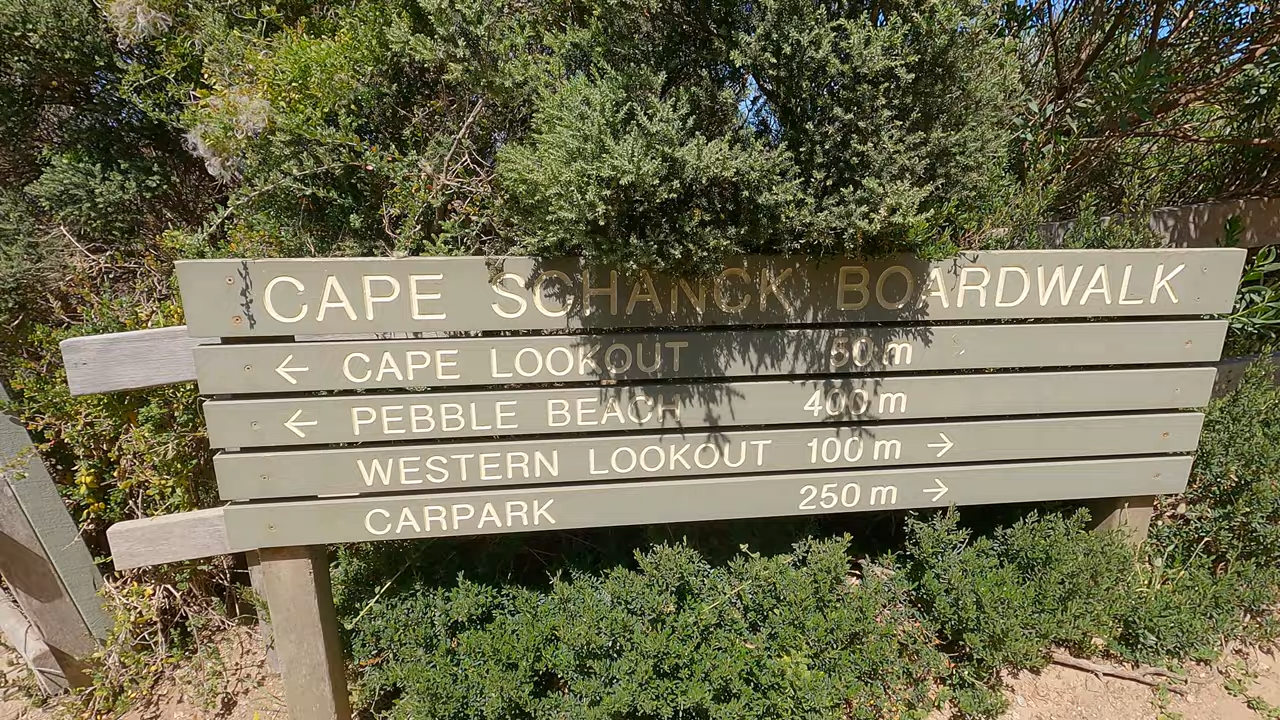 CAPE SCHANCK BOARDWALK
← CAPE LOOKOUT 50 m
← PEBBLE BEACH 400 m
WESTERN LOOKOUT 100 m →
CARPARK 250 m →